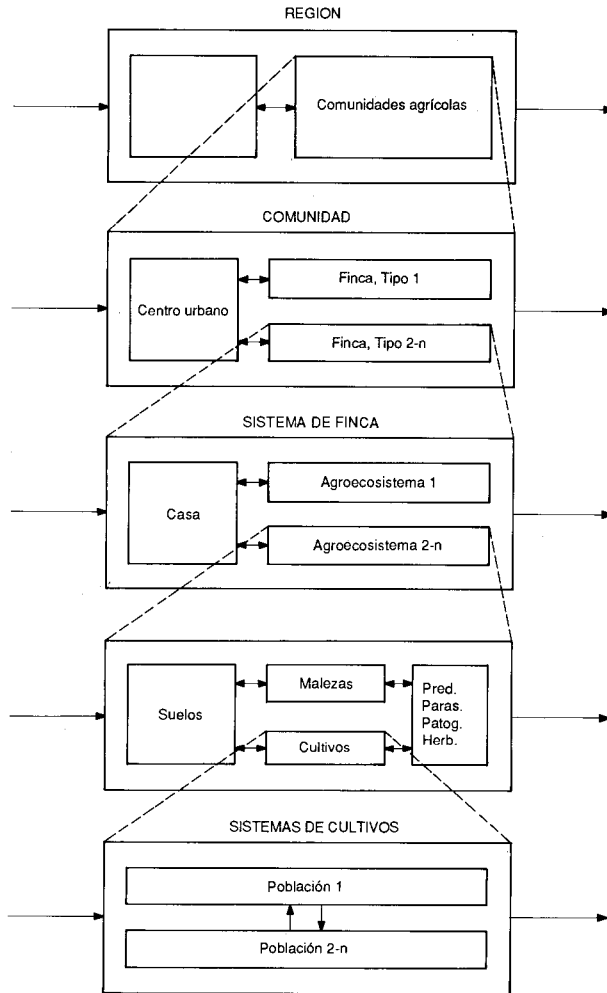 REGION
Comunidades agrícolas
COMUNIDAD
Centro urbano
Finca, Tipo 1
Finca, Tipo 2-n
SISTEMA DE FINCA
Casa
Agroecosistema 1
Agroecosistema 2-n
Suelos
Malezas
Cultivos
Pred.
Paras.
Patog.
Herb.
SISTEMAS DE CULTIVOS
Población 1
Población 2-n